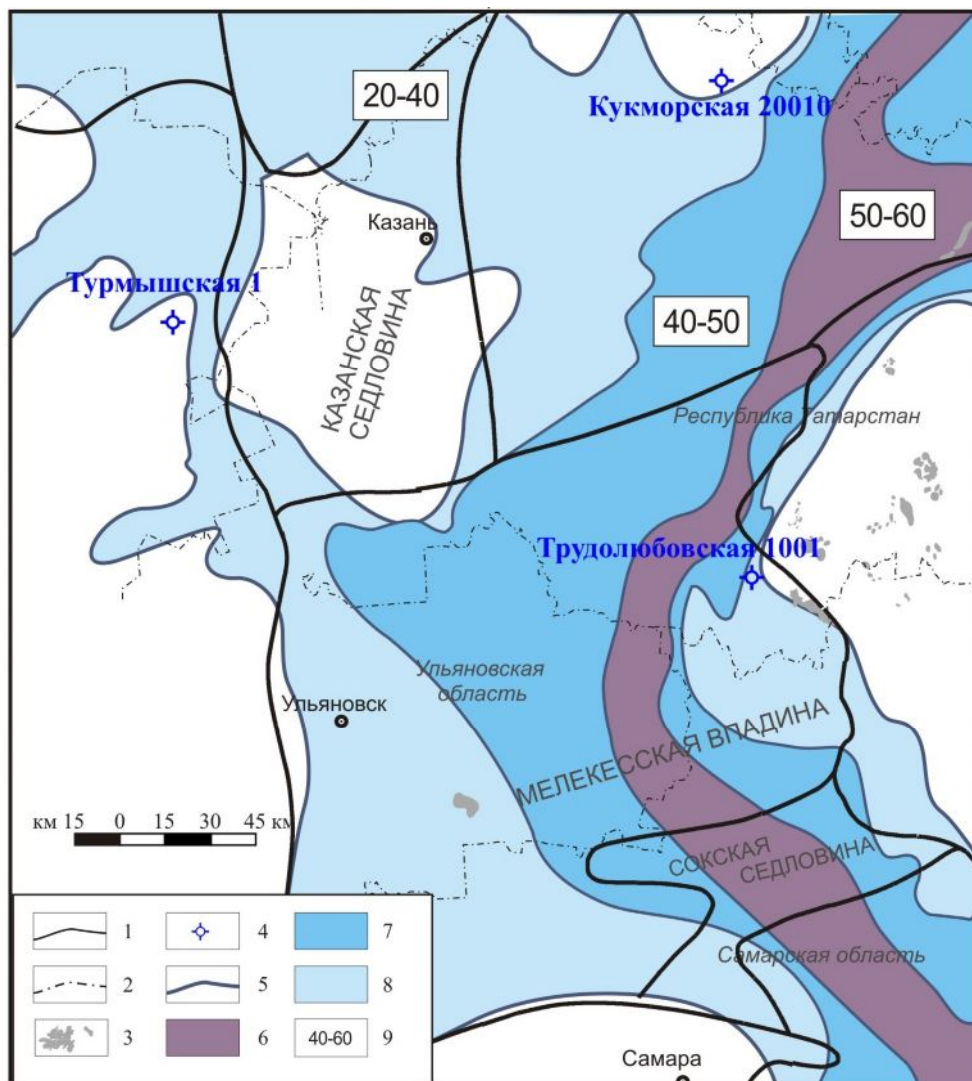 20-40
Кукморская 20010
50-60
Казань
Турмышская 1
40-50
КАЗАНСКАЯ
СЕДЛОВИНА
Республика Татарстан
Трудолюбовская 1001
Ульяновская
область
Ульяновск
МЕЛЕКЕССКАЯ ВПАДИНА
км 15 0 15 30 45 км
СОКСКАЯ
СЕДЛОВИНА
Самарская область
Самара
1 4 7
2 5 8
3 6 40-60 9